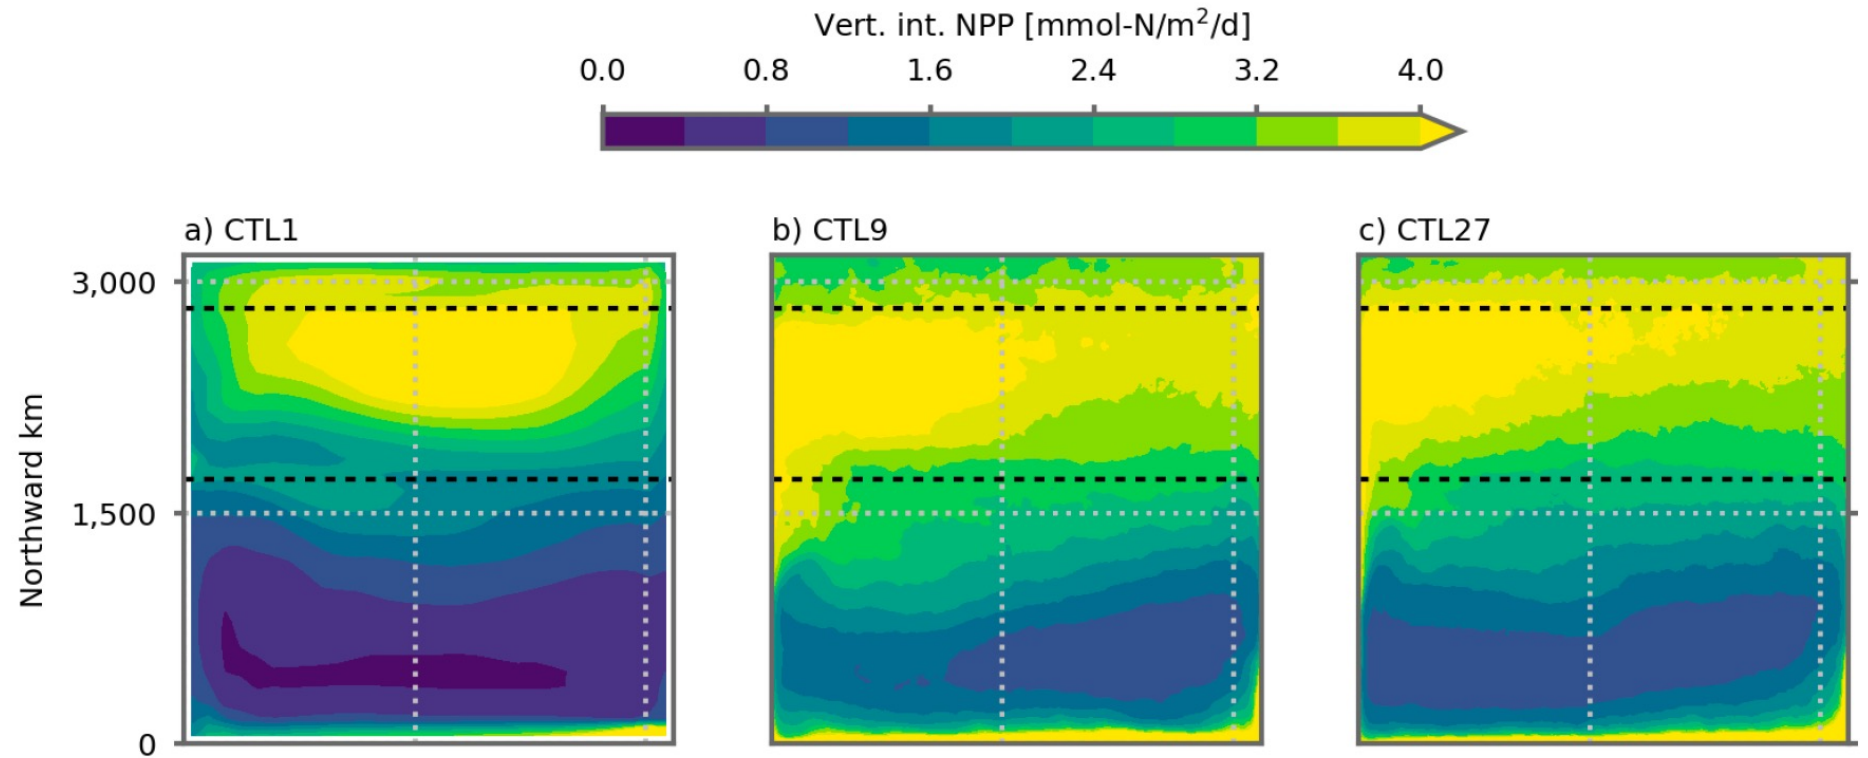 Vert. int. NPP [mmol-N/m²/d]
0.0 0.8 1.6 2.4 3.2 4.0
a) CTL1 b) CTL9 c) CTL27
3,000
1,500
0
Northward km